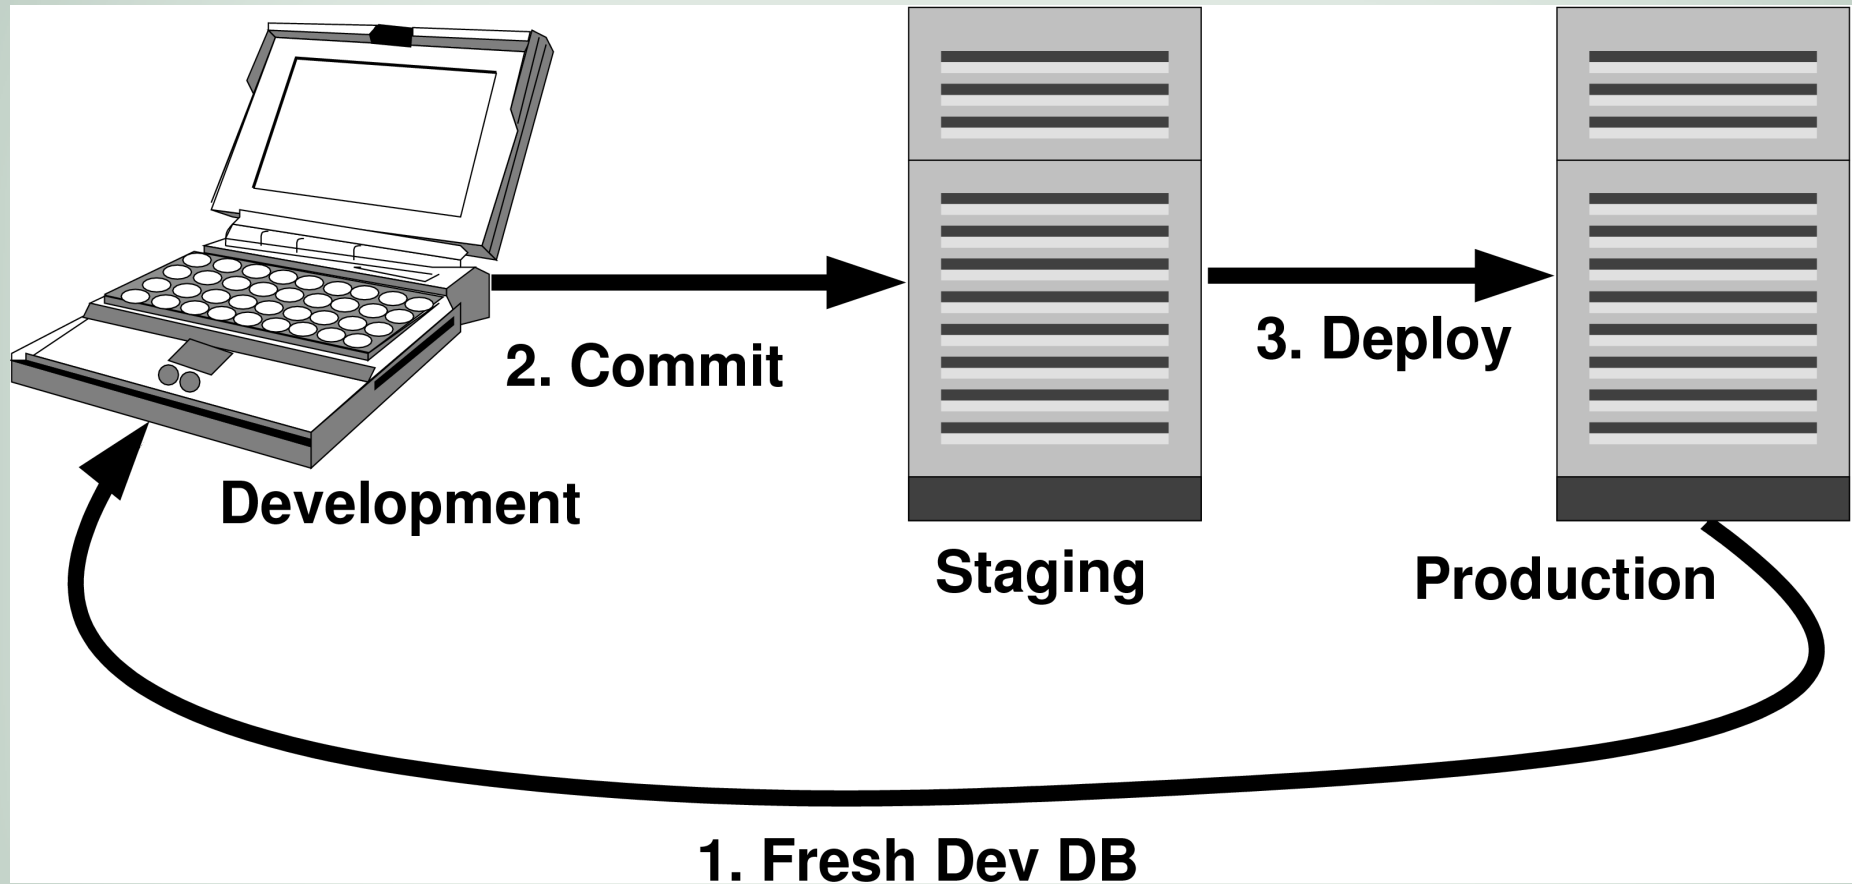 2. Commit
3. Deploy
Development
Staging
Production
1. Fresh Dev DB